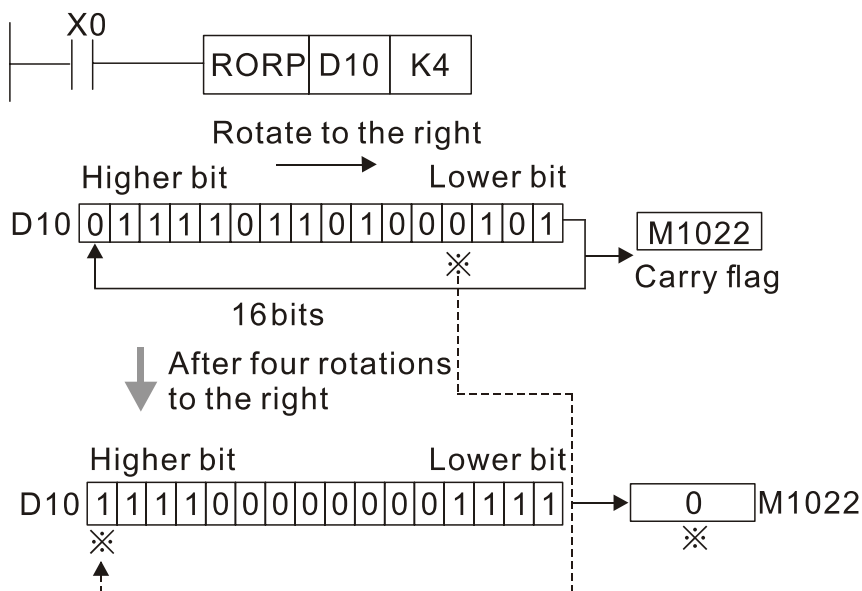 X0
RORP D10 K4
Rotate to the right
Higher bit Lower bit
D10 0 1 1 1 1 0 1 1 0 1 0 0 0 1 0 1 M1022
※ Carry flag
16bits
After four rotations
to the right
Higher bit Lower bit
D10 1 1 1 1 0 0 0 0 0 0 0 0 1 1 1 1 0 M1022
※ ※